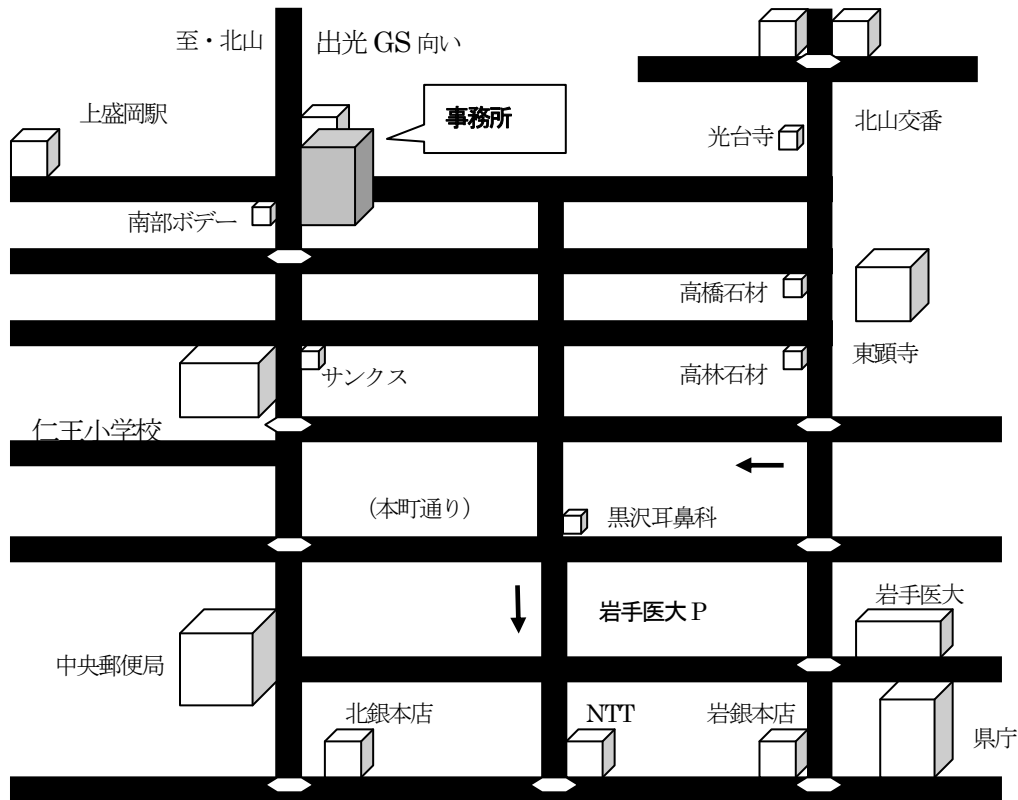 至・北山
出光 GS 向い
上盛岡駅
事務所
光台寺
北山交番
南部ボデー
高橋石材
東顕寺
サンクス
高林石材
仁王小学校
(本町通り)
黒沢耳鼻科
岩手医大
岩手医大 P
中央郵便局
北銀本店
NTT
岩銀本店
県庁